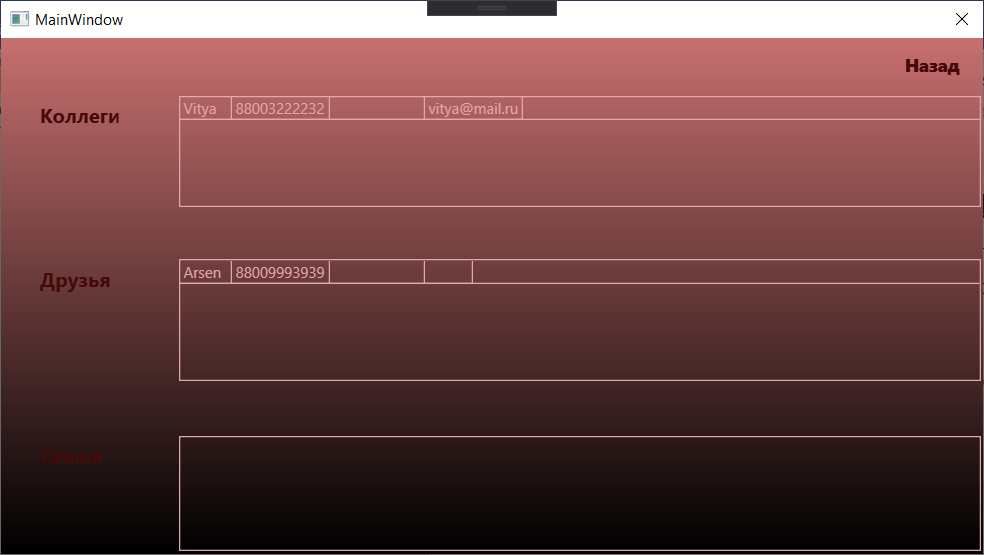 MainWindow
Назад
Коллеги
Vitya 88003222232 vitya@mail.ru
Друзья
Arsen 88009993939
Семья